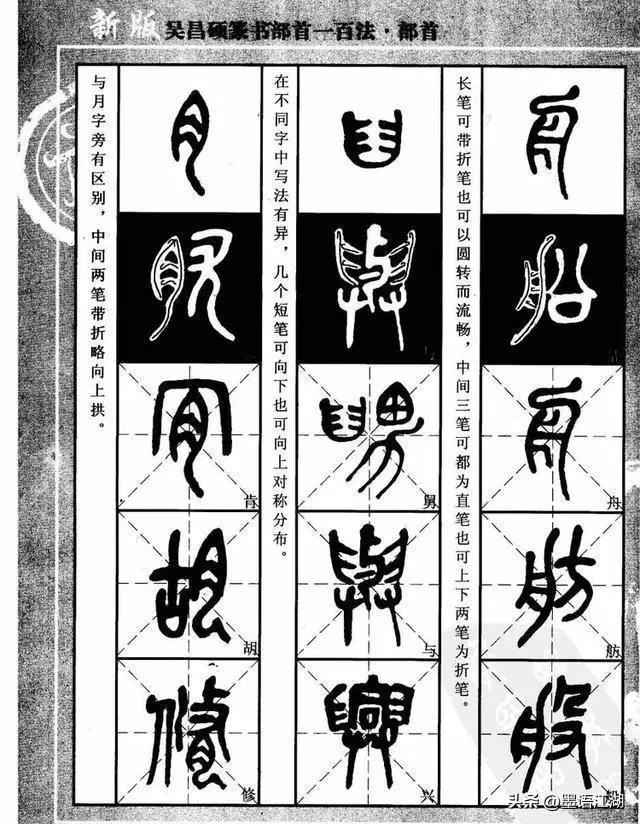 新版 吴昌硕篆书部首一百法·部首
长笔可带折笔也可以圆转而流畅，中间三笔可都为直笔也可上下两笔为折笔。
舟
舫
在不同字中写法有异，几个短笔可向下也可向上对称分布。
舅
与
兴
与月字旁有区别，中间两笔带折略向上拱。
肯
胡
修
头条 @墨语江湖